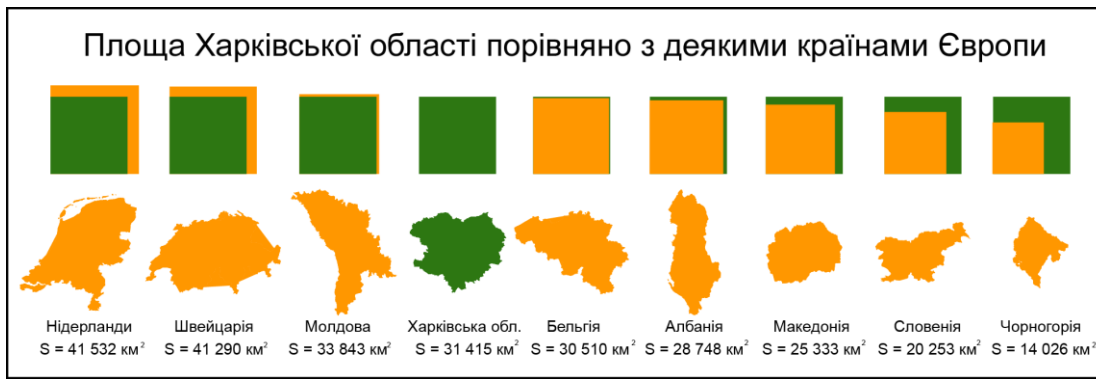 Площа Харківської області порівняно з деякими країнами Європи
Нідерланди Швейцарія Молдова Харківська обл. Бельгія Албанія Македонія Словенія Чорногорія
S = 41 532 км² S = 41 290 км² S = 33 843 км² S = 31 415 км² S = 30 510 км² S = 28 748 км² S = 25 333 км² S = 20 253 км² S = 14 026 км²